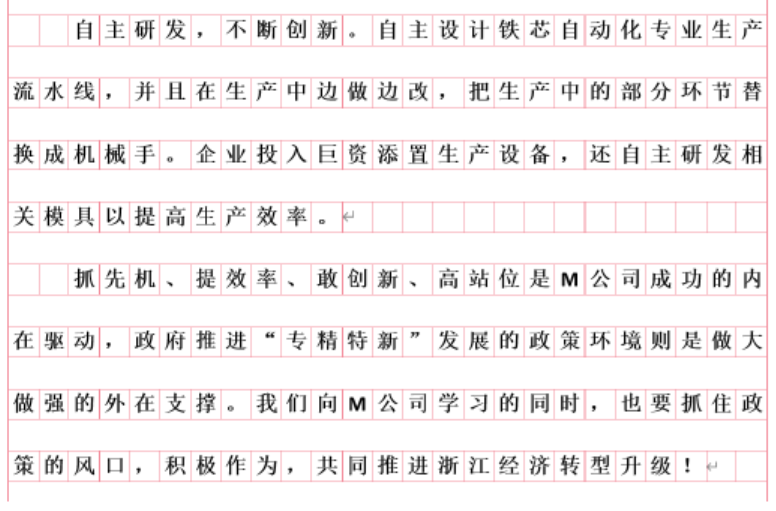 自主研发，不断创新。自主设计铁芯自动化专业生产
流水线，并且在生产中边做边改，把生产中的部分环节替
换成机械手。企业投入巨资添置生产设备，还自主研发相
关模具以提高生产效率。
抓先机、提效率、敢创新、高站位是M公司成功的内
在驱动，政府推进“专精特新”发展的政策环境则是做大
做强的外在支撑。我们向M公司学习的同时，也要抓住政
策的风口，积极作为，共同推进浙江经济转型升级！